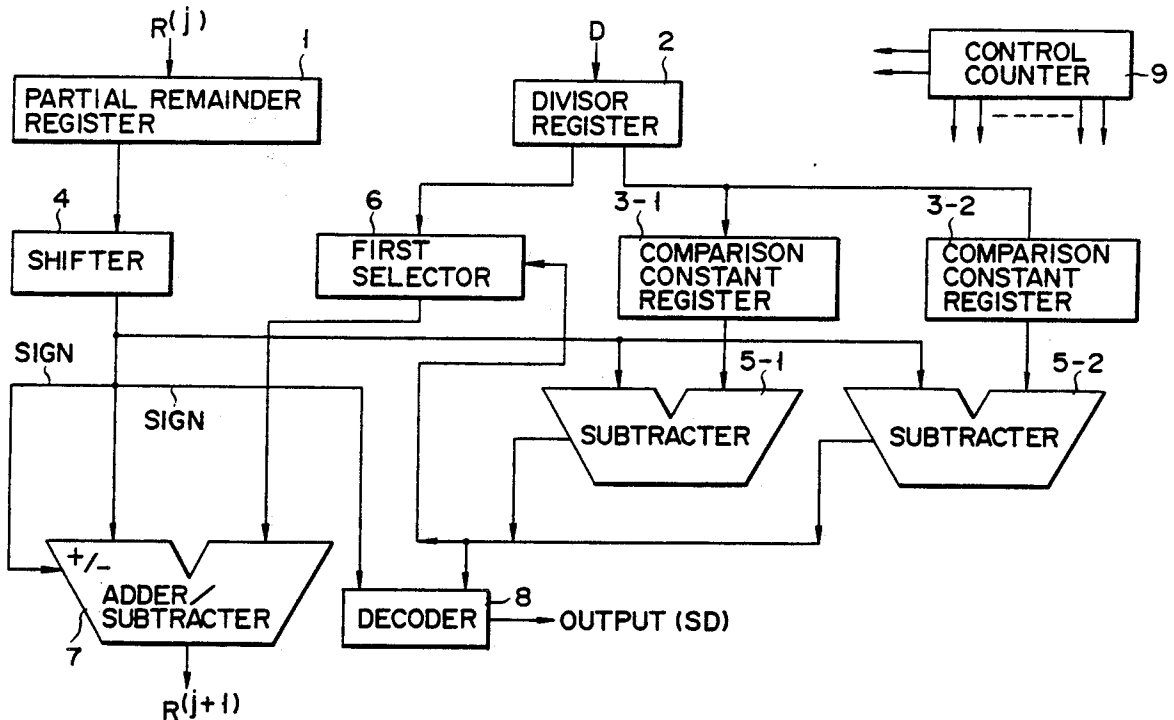 R(j)
1
PARTIAL REMAINDER
REGISTER
D
2
DIVISOR
REGISTER
CONTROL
COUNTER
9
4
SHIFTER
6
FIRST
SELECTOR
3-1
COMPARISON
CONSTANT
REGISTER
3-2
COMPARISON
CONSTANT
REGISTER
SIGN
SIGN
5-1
SUBTRACTER
5-2
SUBTRACTER
+/-
ADDER/
SUBTRACTER
7
DECODER
8
OUTPUT (SD)
R(j+1)